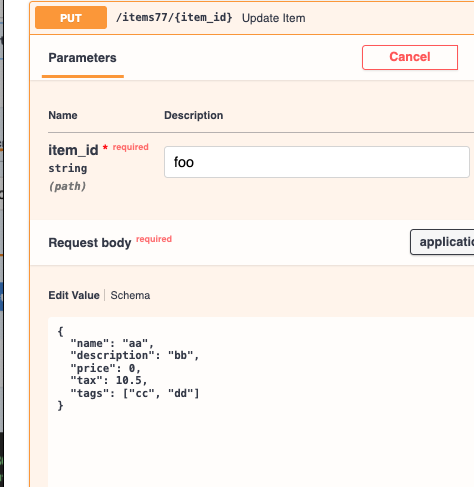 PUT /items77/{item_id} Update Item
Parameters
Cancel
Name Description
item_id * required
string
(path)
foo
Request body required
Edit Value Schema
{
"name": "aa",
"description": "bb",
"price": 0,
"tax": 10.5,
"tags": ["cc", "dd"]
}